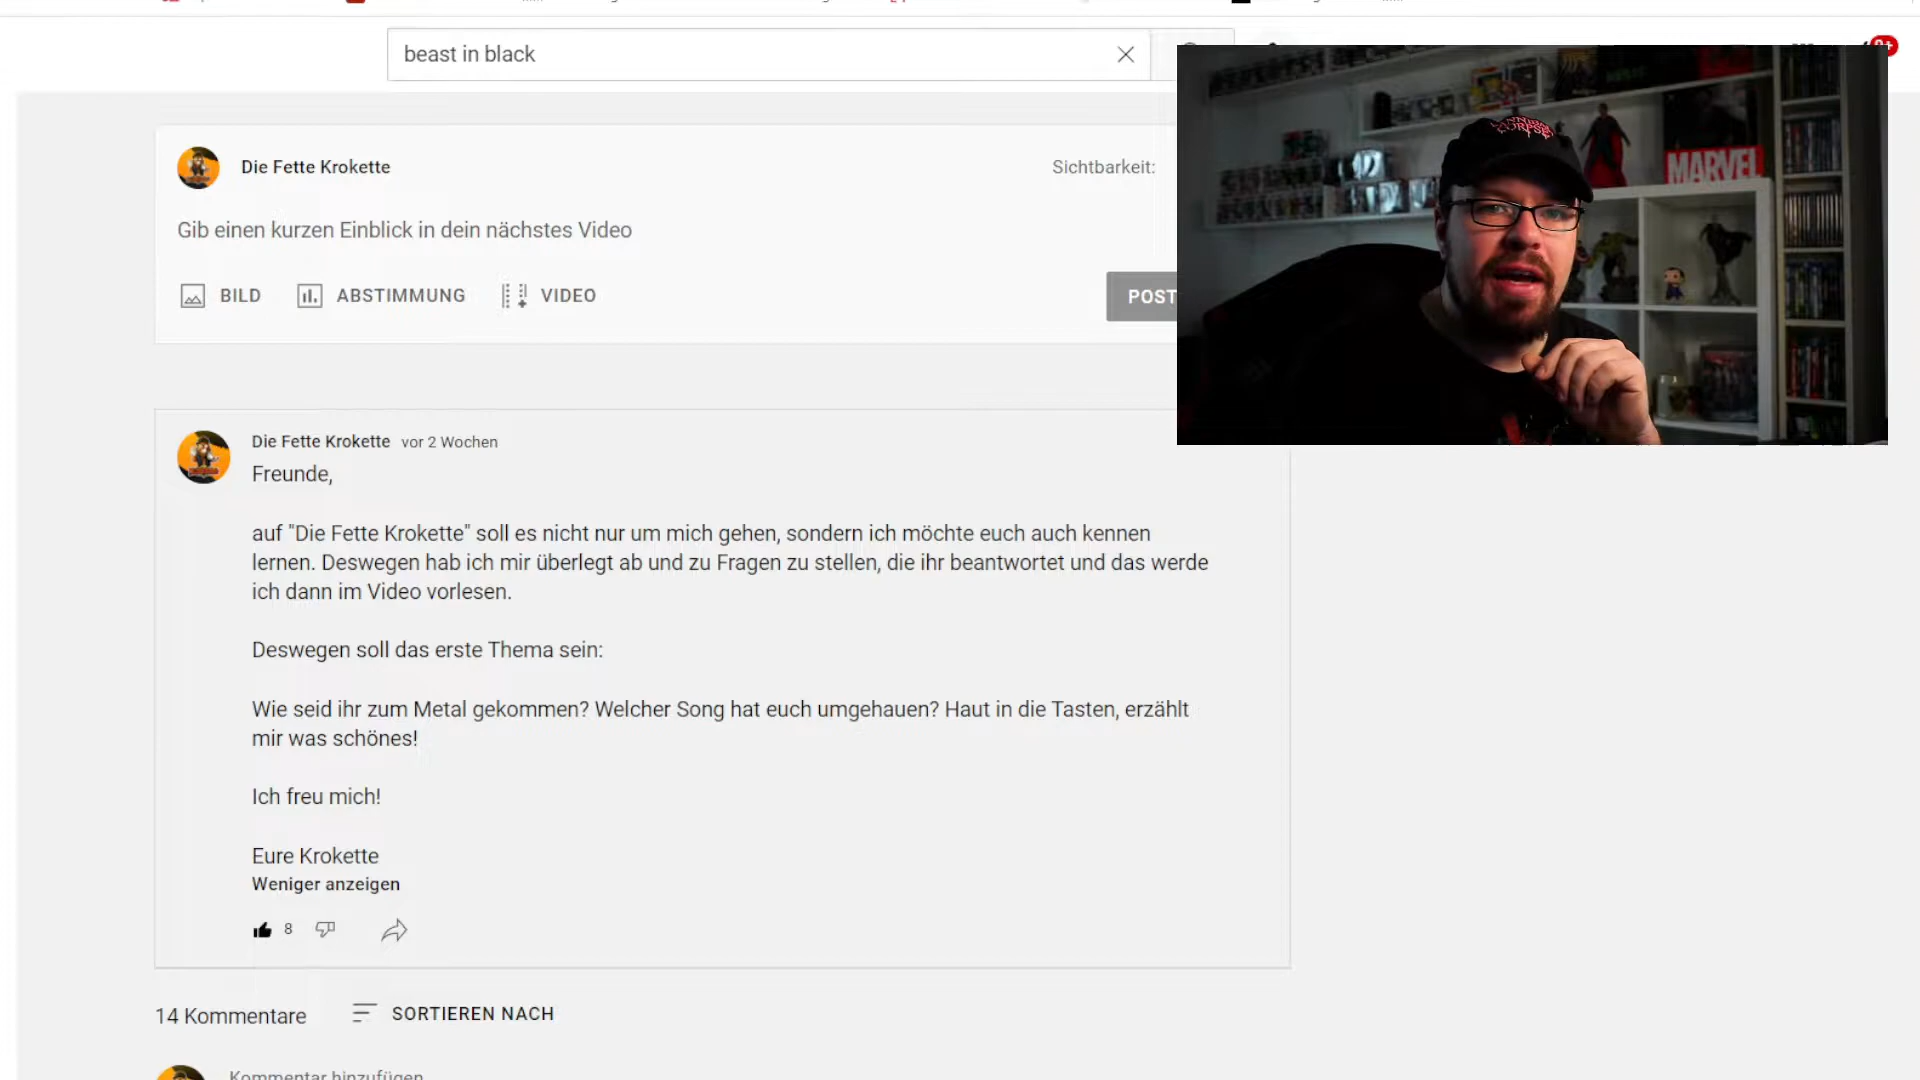 beast in black
9+
Die Fette Krokette
Sichtbarkeit:
Gib einen kurzen Einblick in dein nächstes Video
BILD
ABSTIMMUNG
VIDEO
POST
CANNIBAL
CORPSE
MARVEL
Die Fette Krokette vor 2 Wochen
Freunde,
auf "Die Fette Krokette" soll es nicht nur um mich gehen, sondern ich möchte euch auch kennen
lernen. Deswegen hab ich mir überlegt ab und zu Fragen zu stellen, die ihr beantwortet und das werde
ich dann im Video vorlesen.
Deswegen soll das erste Thema sein:
Wie seid ihr zum Metal gekommen? Welcher Song hat euch umgehauen? Haut in die Tasten, erzählt
mir was schönes!
Ich freu mich!
Eure Krokette
Weniger anzeigen
8
14 Kommentare
SORTIEREN NACH
Kommentar hinzufügen